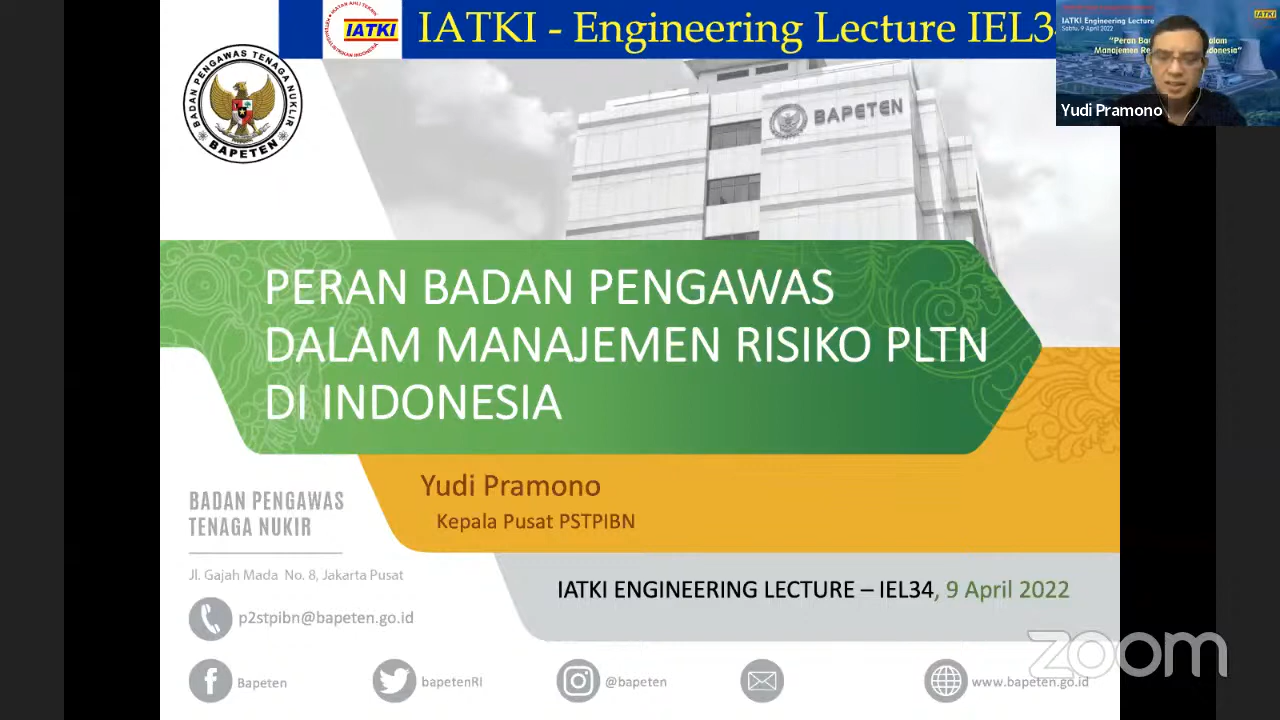 IATKI
IATKI - Engineering Lecture IEL3
IATKI Engineering Lecture
Sabtu, 9 April 2022
IATKI
Yudi Pramono
BADAN PENGAWAS TENAGA NUKLIR
BAPETEN
BAPETEN
PERAN BADAN PENGAWAS
DALAM MANAJEMEN RISIKO PLTN
DI INDONESIA
Yudi Pramono
Kepala Pusat PSTPIBN
BADAN PENGAWAS
TENAGA NUKIR
Jl. Gajah Mada No. 8, Jakarta Pusat
p2stpibn@bapeten.go.id
IATKI ENGINEERING LECTURE – IEL34, 9 April 2022
zoom
Bapeten
bapetenRI
@bapeten
www.bapeten.go.id